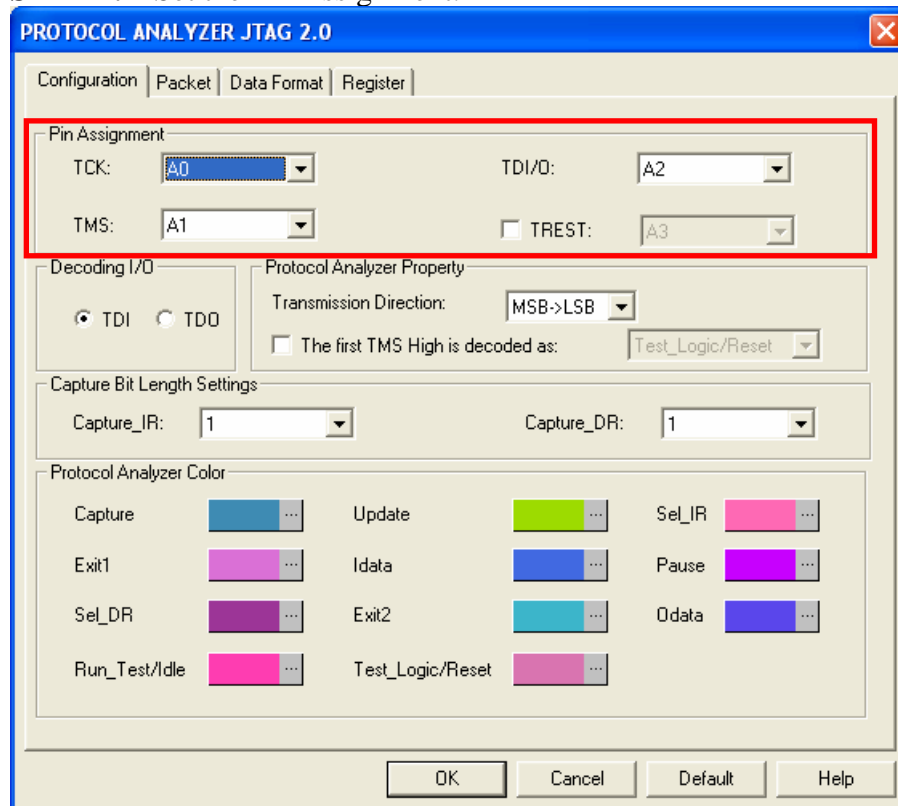 PROTOCOL ANALYZER JTAG 2.0
Configuration Packet Data Format Register
Pin Assignment
TCK: A0 TDI/O: A2
TMS: A1 TREST: A3
Decoding I/O Protocol Analyzer Property
Transmission Direction: MSB->LSB
TDI TDO
The first TMS High is decoded as: Test_Logic/Reset
Capture Bit Length Settings
Capture_IR: 1 Capture_DR: 1
Protocol Analyzer Color
Capture ... Update ... Sel_IR ...
Exit1 ... Idata ... Pause ...
Sel_DR ... Exit2 ... Odata ...
Run_Test/Idle ... Test_Logic/Reset ...
OK Cancel Default Help